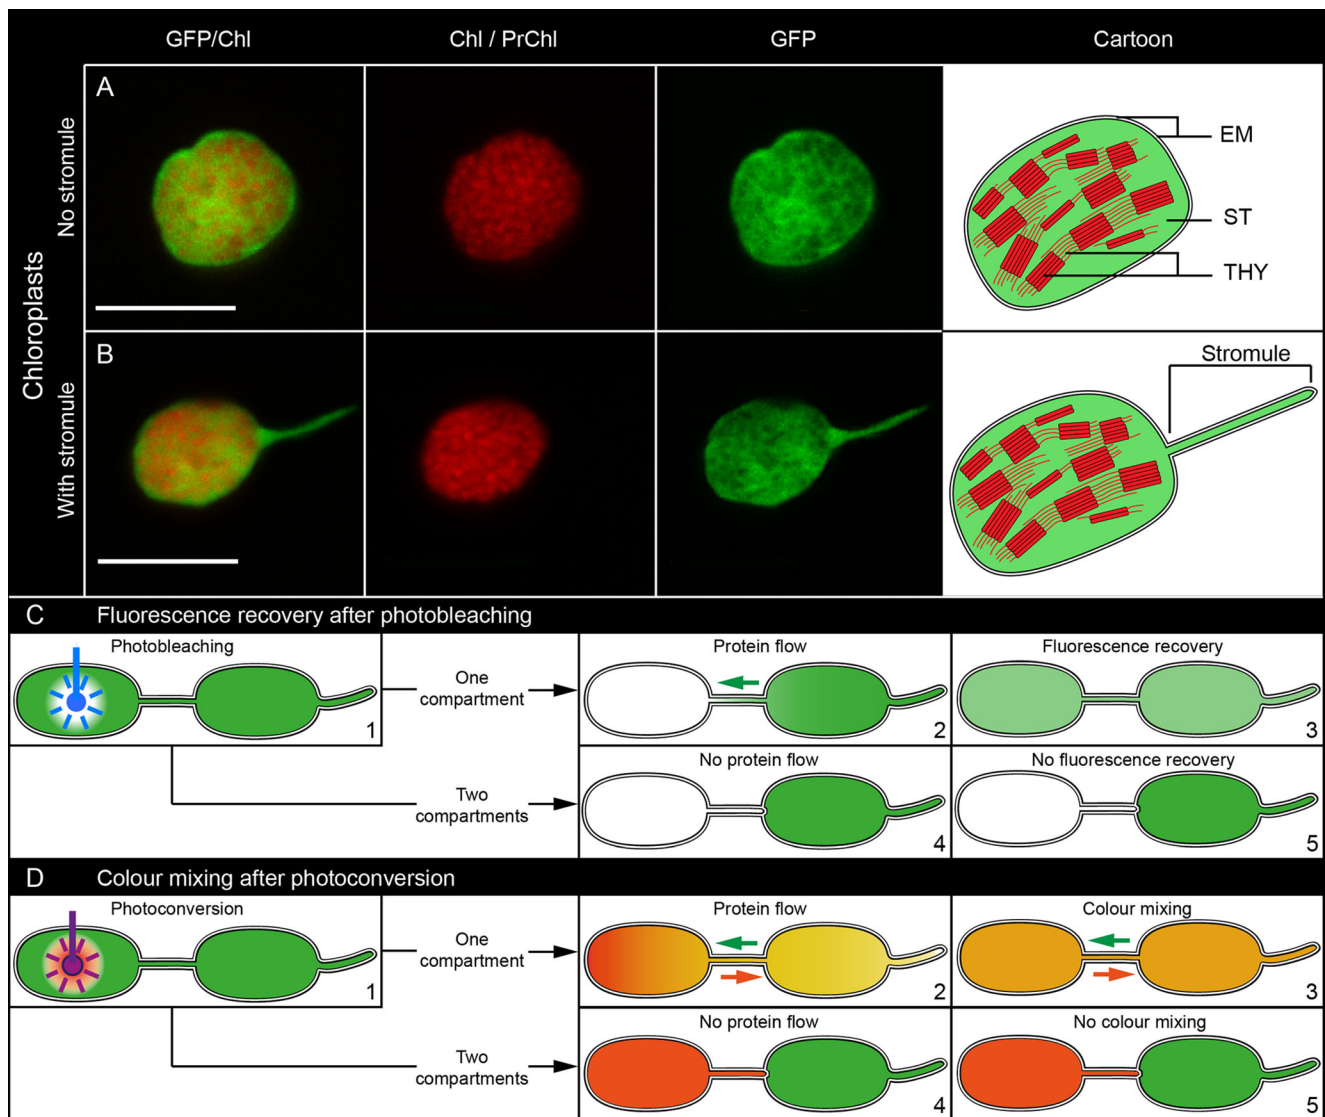 GFP/Chl
Chl / PrChl
GFP
Cartoon
Chloroplasts
No stromule
A
EM
ST
THY
With stromule
B
Stromule
C Fluorescence recovery after photobleaching
Photobleaching
1
One
compartment
Protein flow
2
Fluorescence recovery
3
Two
compartments
No protein flow
4
No fluorescence recovery
5
D Colour mixing after photoconversion
Photoconversion
1
One
compartment
Protein flow
2
Colour mixing
3
Two
compartments
No protein flow
4
No colour mixing
5